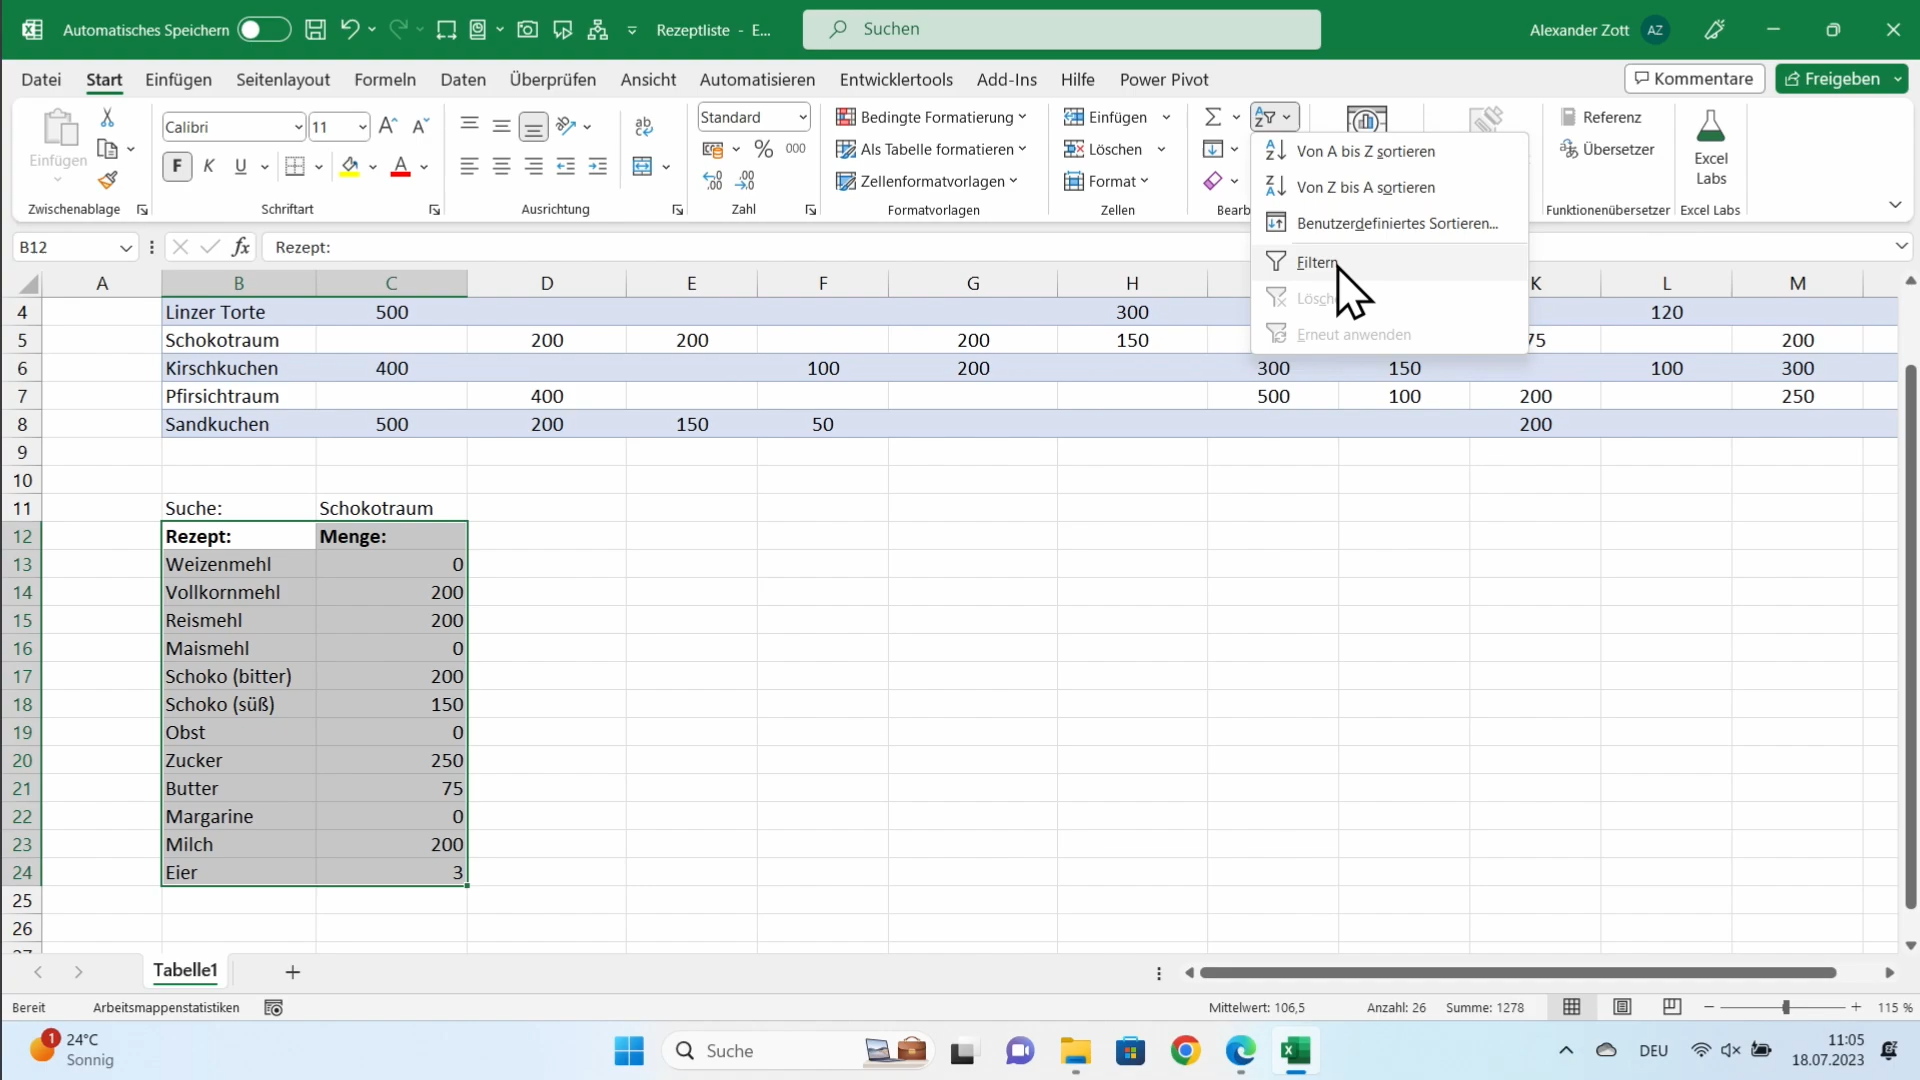 Automatisches Speichern
Rezeptliste - E...
Suchen
Alexander Zott
AZ
Datei Start Einfügen Seitenlayout Formeln Daten Überprüfen Ansicht Automatisieren Entwicklertools Add-Ins Hilfe Power Pivot
Kommentare
Freigeben
Einfügen
Zwischenablage
Calibri
11
F K U
Schriftart
Ausrichtung
Standard
% 000
Zahl
Bedingte Formatierung
Als Tabelle formatieren
Zellenformatvorlagen
Formatvorlagen
Einfügen
Löschen
Format
Zellen
Bearb
Von A bis Z sortieren
Von Z bis A sortieren
Benutzerdefiniertes Sortieren...
Filtern
Erneut anwenden
Referenz
Übersetzer
Funktionenübersetzer
Excel
Labs
Excel Labs
B12
fx
Rezept:
A B C D E F G H K L M
4 Linzer Torte 500 300 120
5 Schokotraum 200 200 200 150 75 200
6 Kirschkuchen 400 100 200 300 150 100 300
7 Pfirsichtraum 400 500 100 200 250
8 Sandkuchen 500 200 150 50 200
9
10
11 Suche: Schokotraum
12 Rezept: Menge:
13 Weizenmehl 0
14 Vollkornmehl 200
15 Reismehl 200
16 Maismehl 0
17 Schoko (bitter) 200
18 Schoko (süß) 150
19 Obst 0
20 Zucker 250
21 Butter 75
22 Margarine 0
23 Milch 200
24 Eier 3
25
26
Tabelle1
Bereit
Arbeitsmappenstatistiken
Mittelwert: 106,5
Anzahl: 26
Summe: 1278
115 %
1
24°C
Sonnig
Suche
DEU
11:05
18.07.2023